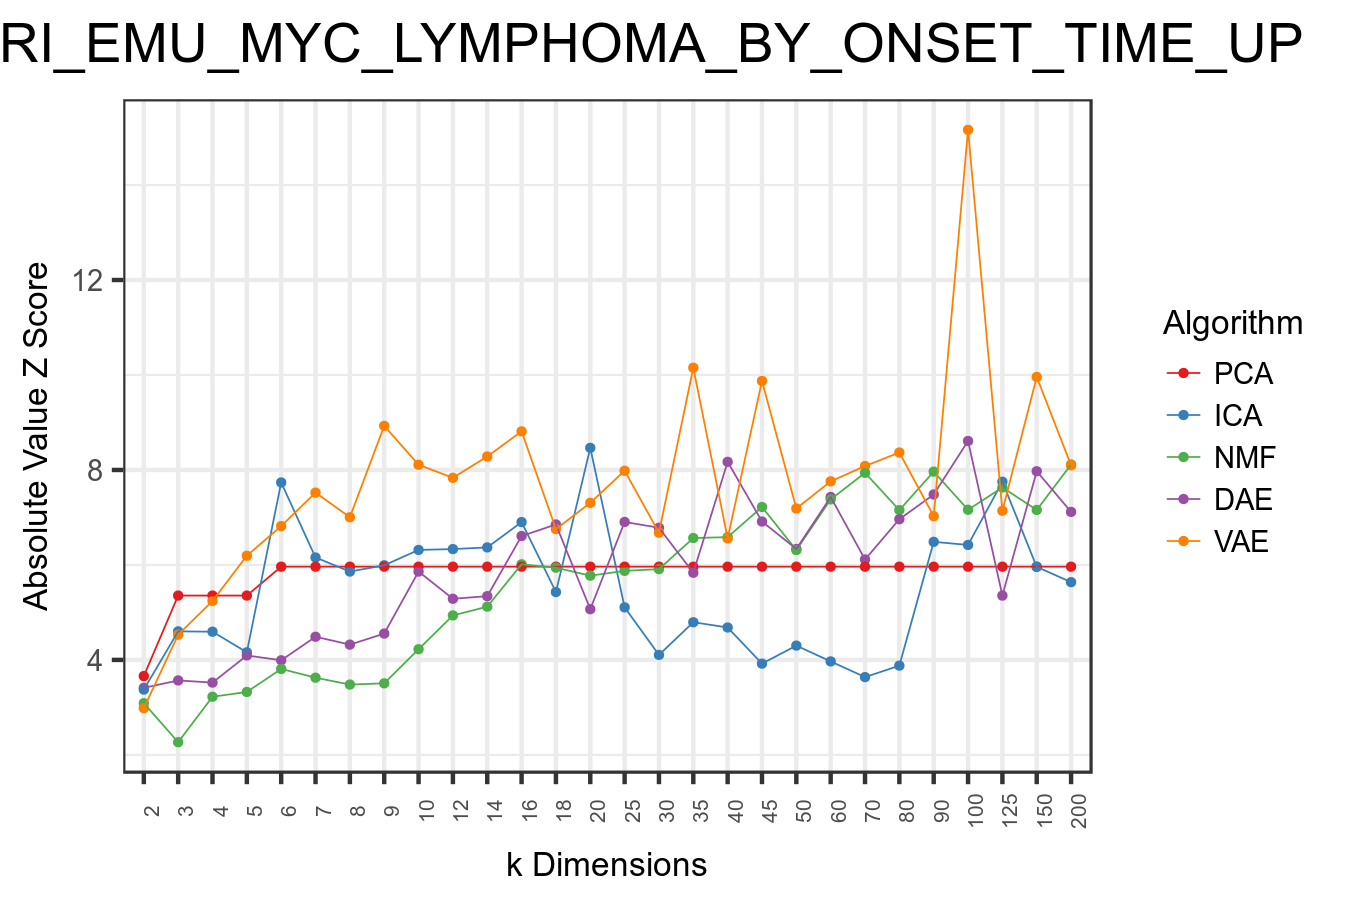 RI_EMU_MYC_LYMPHOMA_BY_ONSET_TIME_UP
Absolute Value Z Score
12
8
4
2 3 4 5 6 7 8 9 10 12 14 16 18 20 25 30 35 40 45 50 60 70 80 90 100 125 150 200
k Dimensions
Algorithm
PCA
ICA
NMF
DAE
VAE